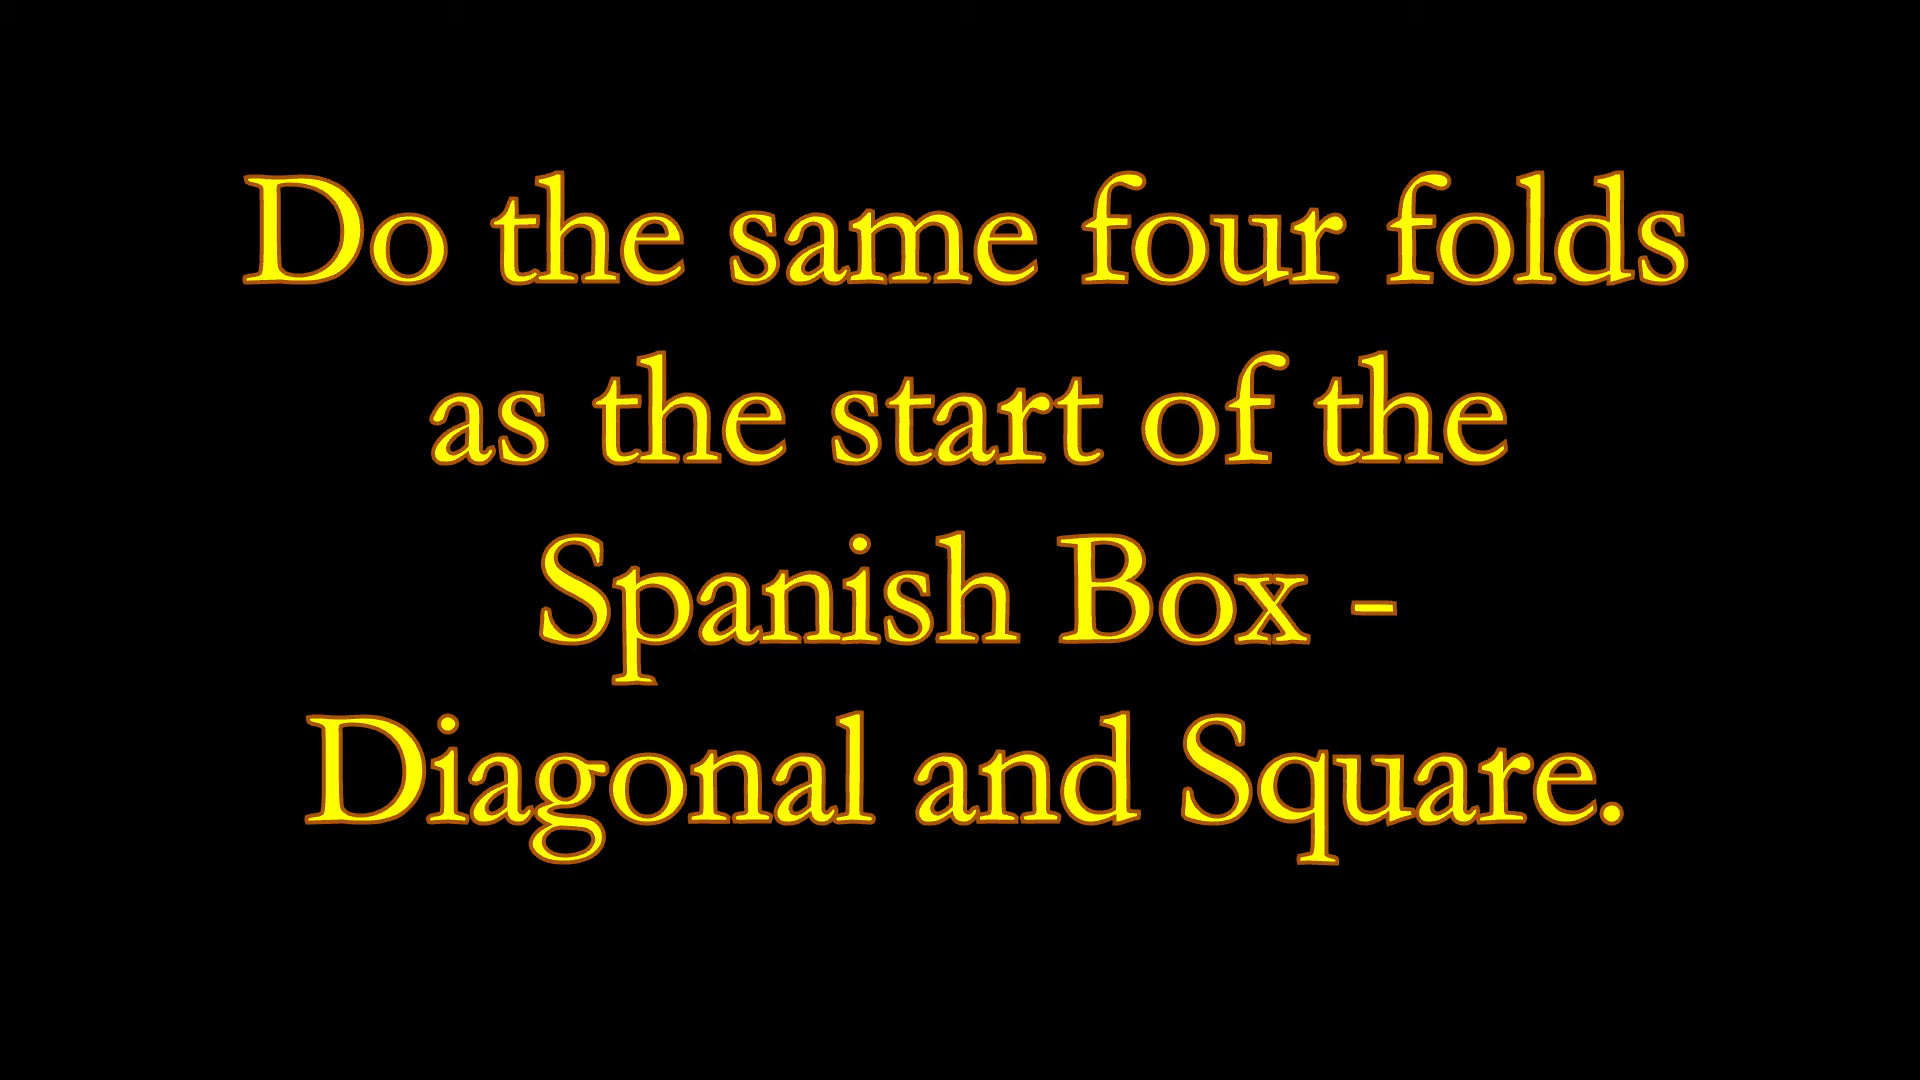 Do the same four folds
as the start of the
Spanish Box -
Diagonal and Square.